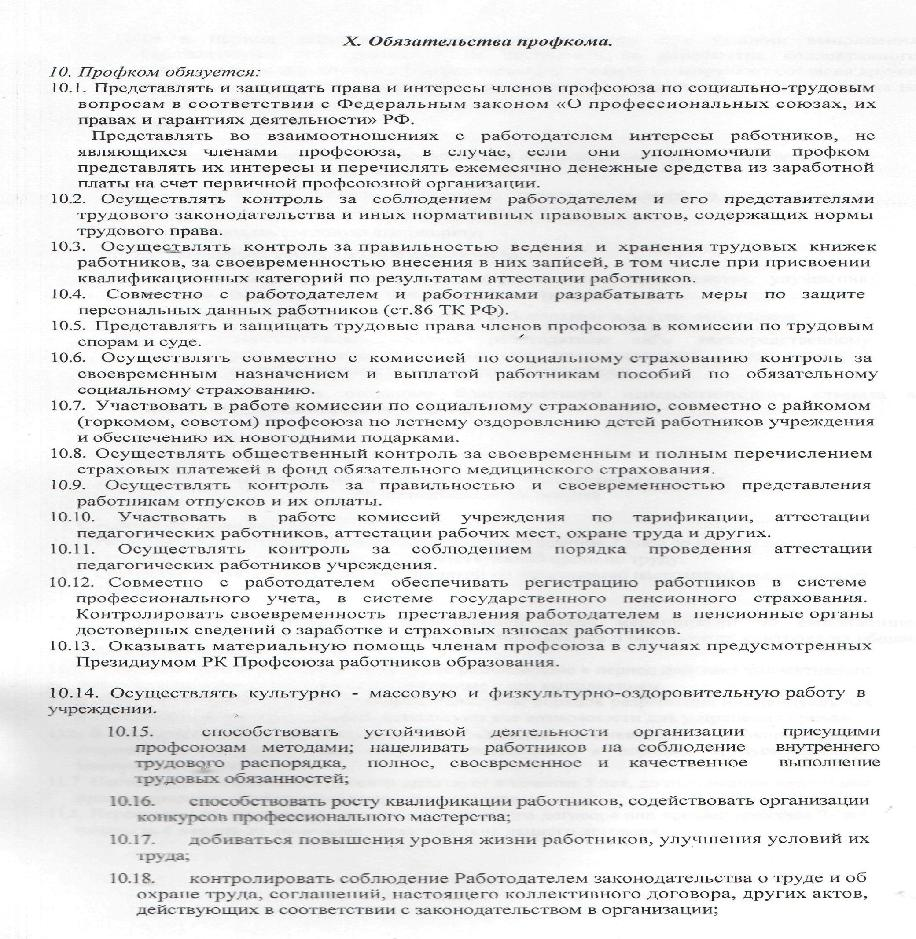 X. Обязательства профкома.
10. Профком обязуется:
10.1. Представлять и защищать права и интересы членов профсоюза по социально-трудовым
вопросам в соответствии с Федеральным законом «О профессиональных союзах, их
правах и гарантиях деятельности» РФ.
Представлять во взаимоотношениях с работодателем интересы работников, не
являющихся членами профсоюза, в случае, если они уполномочили профком
представлять их интересы и перечислять ежемесячно денежные средства из заработной
платы на счет первичной профсоюзной организации.
10.2. Осуществлять контроль за соблюдением работодателем и его представителями
трудового законодательства и иных нормативных правовых актов, содержащих нормы
трудового права.
10.3. Осуществлять контроль за правильностью ведения и хранения трудовых книжек
работников, за своевременностью внесения в них записей, в том числе при присвоении
квалификационных категорий по результатам аттестации работников.
10.4. Совместно с работодателем и работниками разрабатывать меры по защите
персональных данных работников (ст.86 ТК РФ).
10.5. Представлять и защищать трудовые права членов профсоюза в комиссии по трудовым
спорам и суде.
10.6. Осуществлять совместно с комиссией по социальному страхованию контроль за
своевременным назначением и выплатой работникам пособий по обязательному
социальному страхованию.
10.7. Участвовать в работе комиссии по социальному страхованию, совместно с райкомом
(горкомом, советом) профсоюза по летнему оздоровлению детей работников учреждения
и обеспечению их новогодними подарками.
10.8. Осуществлять общественный контроль за своевременным и полным перечислением
страховых платежей в фонд обязательного медицинского страхования.
10.9. Осуществлять контроль за правильностью и своевременностью представления
работникам отпусков и их оплаты.
10.10. Участвовать в работе комиссий учреждения по тарификации, аттестации
педагогических работников, аттестации рабочих мест, охране труда и других.
10.11. Осуществлять контроль за соблюдением порядка проведения аттестации
педагогических работников учреждения.
10.12. Совместно с работодателем обеспечивать регистрацию работников в системе
профессионального учета, в системе государственного пенсионного страхования.
Контролировать своевременность преставления работодателем в пенсионные органы
достоверных сведений о заработке и страховых взносах работников.
10.13. Оказывать материальную помощь членам профсоюза в случаях предусмотренных
Президиумом РК Профсоюза работников образования.
10.14. Осуществлять культурно - массовую и физкультурно-оздоровительную работу в
учреждении.
10.15. способствовать устойчивой деятельности организации присущими
профсоюзам методами; нацеливать работников на соблюдение внутреннего
трудового распорядка, полное, своевременное и качественное выполнение
трудовых обязанностей;
10.16. способствовать росту квалификации работников, содействовать организации
конкурсов профессионального мастерства;
10.17. добиваться повышения уровня жизни работников, улучшения условий их
труда;
10.18. контролировать соблюдение Работодателем законодательства о труде и об
охране труда, соглашений, настоящего коллективного договора, других актов,
действующих в соответствии с законодательством в организации;